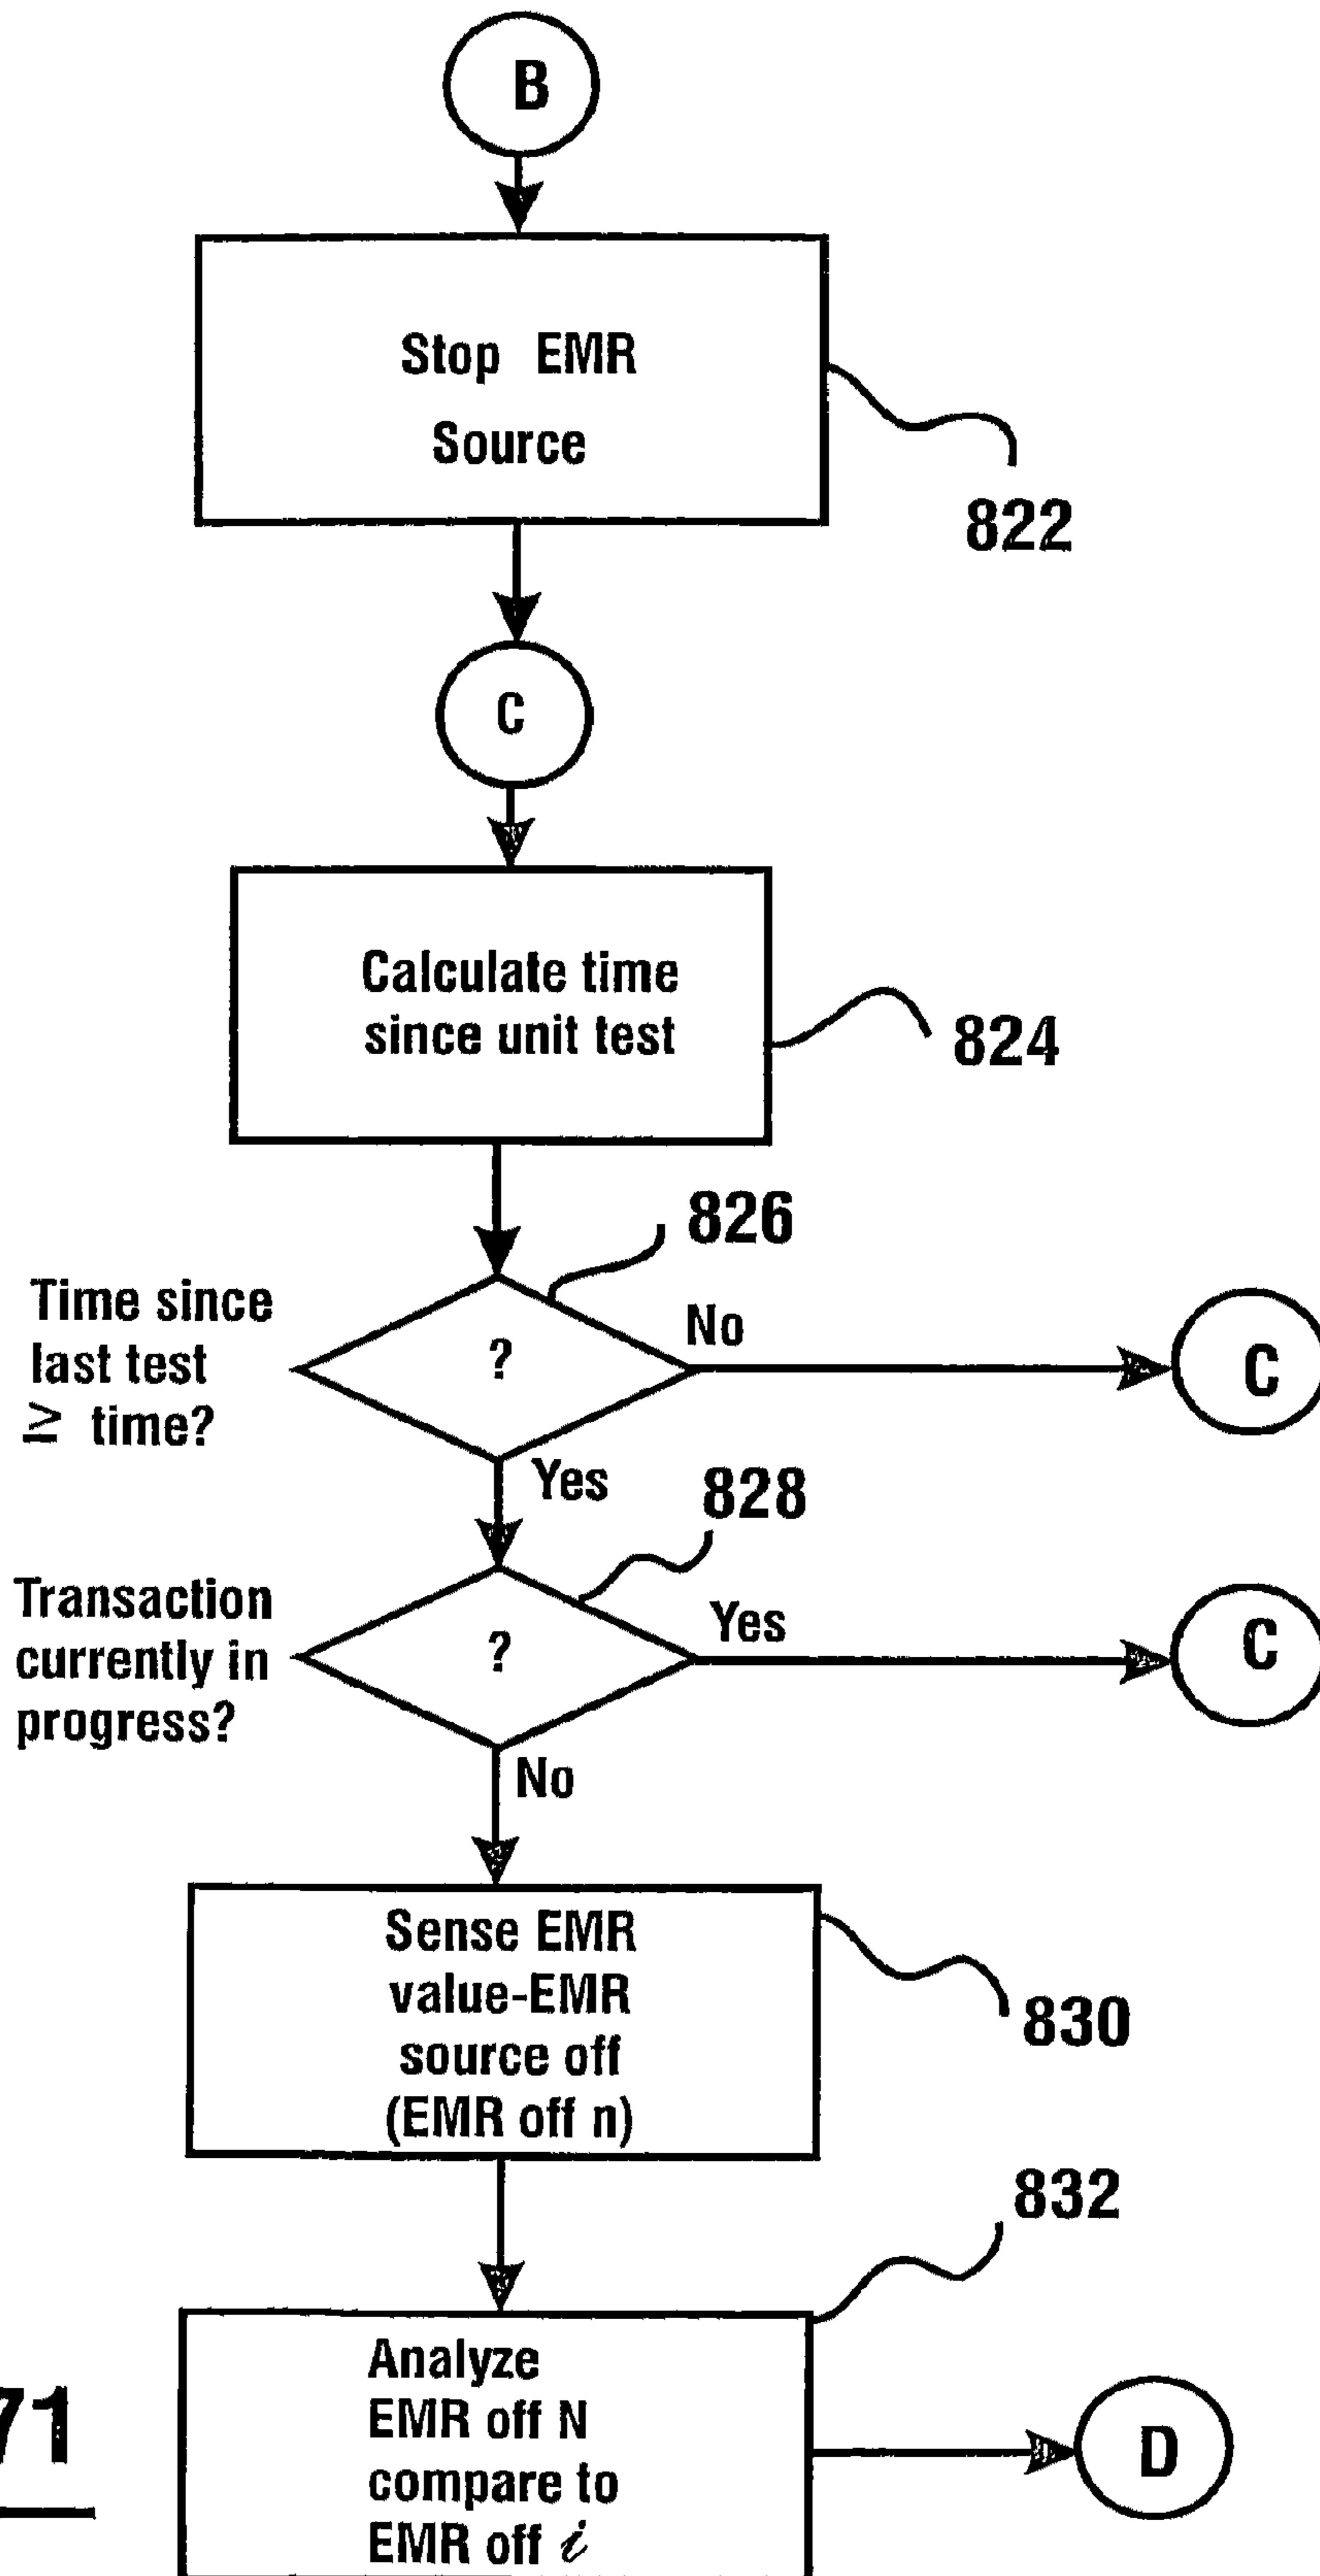 B
Stop EMR
Source
822
C
Calculate time
since unit test
824
826
Time since
last test
≥ time?
?
No
C
Yes
828
Transaction
currently in
progress?
?
Yes
C
No
Sense EMR
value-EMR
source off
(EMR off n)
830
832
Analyze
EMR off N
compare to
EMR off i
D
71